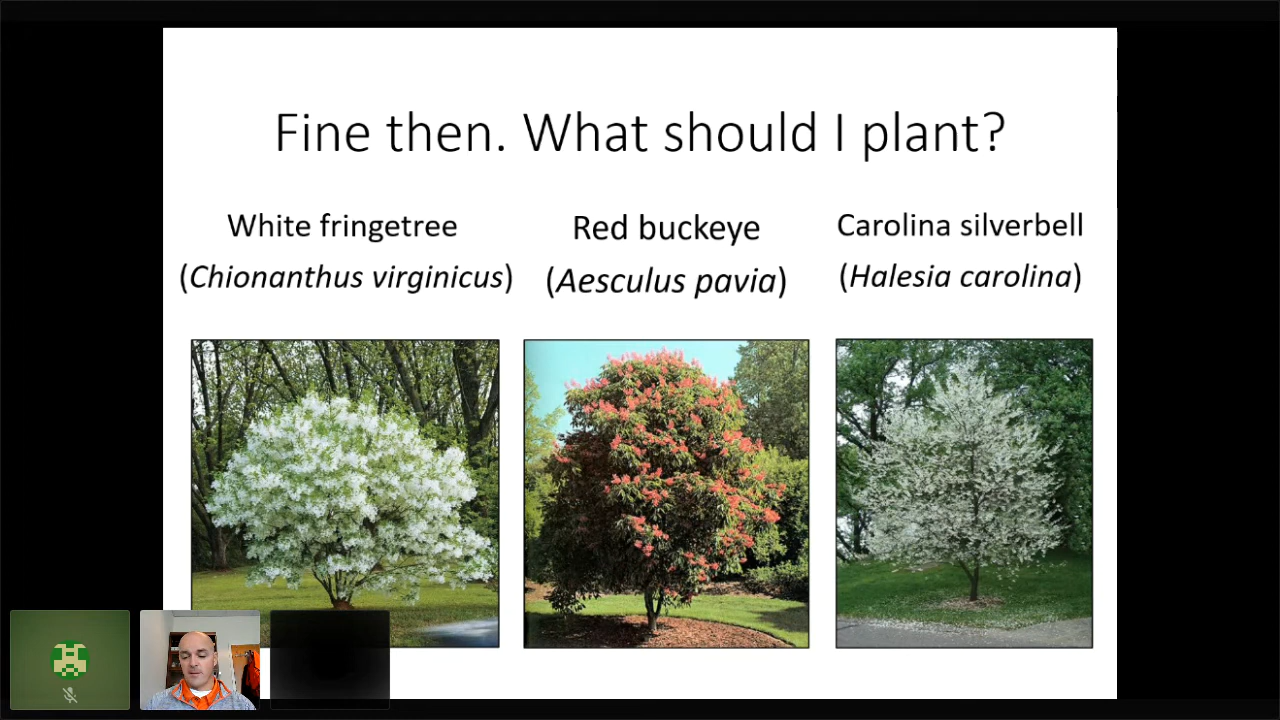 Fine then. What should I plant?
White fringetree
(Chionanthus virginicus)
Red buckeye
(Aesculus pavia)
Carolina silverbell
(Halesia carolina)